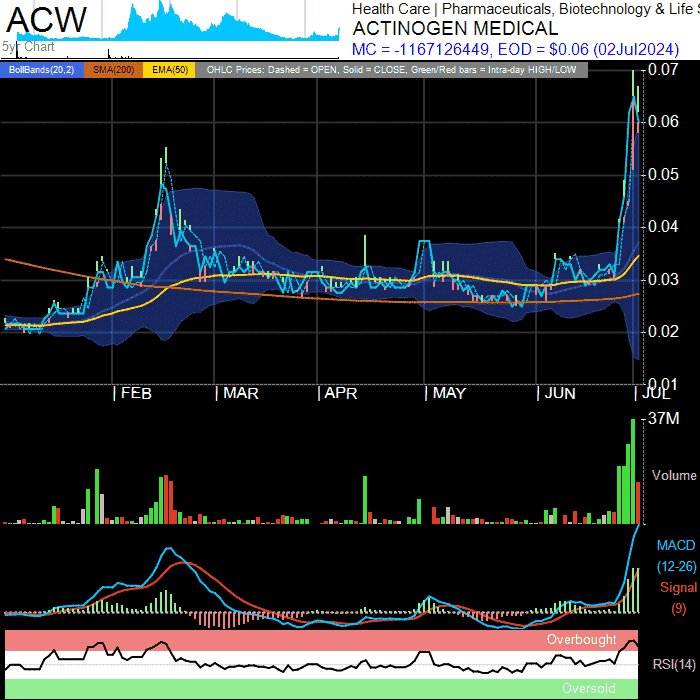 ACW
5yr Chart
Health Care | Pharmaceuticals, Biotechnology & Life S
ACTINOGEN MEDICAL
MC = -1167126449, EOD = $0.06 (02Jul2024)
BollBands(20,2) SMA(200) EMA(50) OHLC Prices: Dashed = OPEN, Solid = CLOSE, Green/Red bars = Intra-day HIGH/LOW
0.07
0.06
0.05
0.04
0.03
0.02
0.01
FEB MAR APR MAY JUN JUL
37M
Volume
MACD
(12-26)
Signal
(9)
Overbought
RSI(14)
Oversold